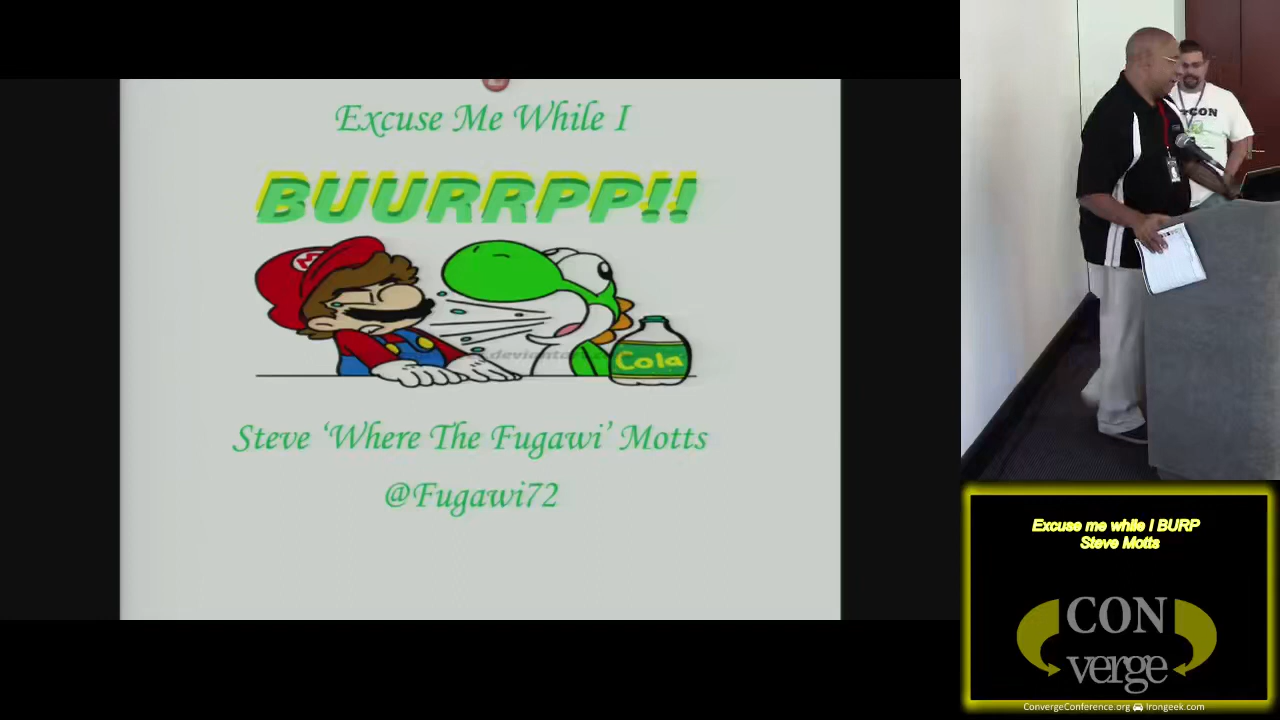 Excuse Me While I
BUURRPP!!
M
Cola
Steve ‘Where The Fugawi’ Motts
@Fugawi72
CON
Excuse me while I BURP
Steve Motts
CON
verge
ConvergeConference.org Irongeek.com